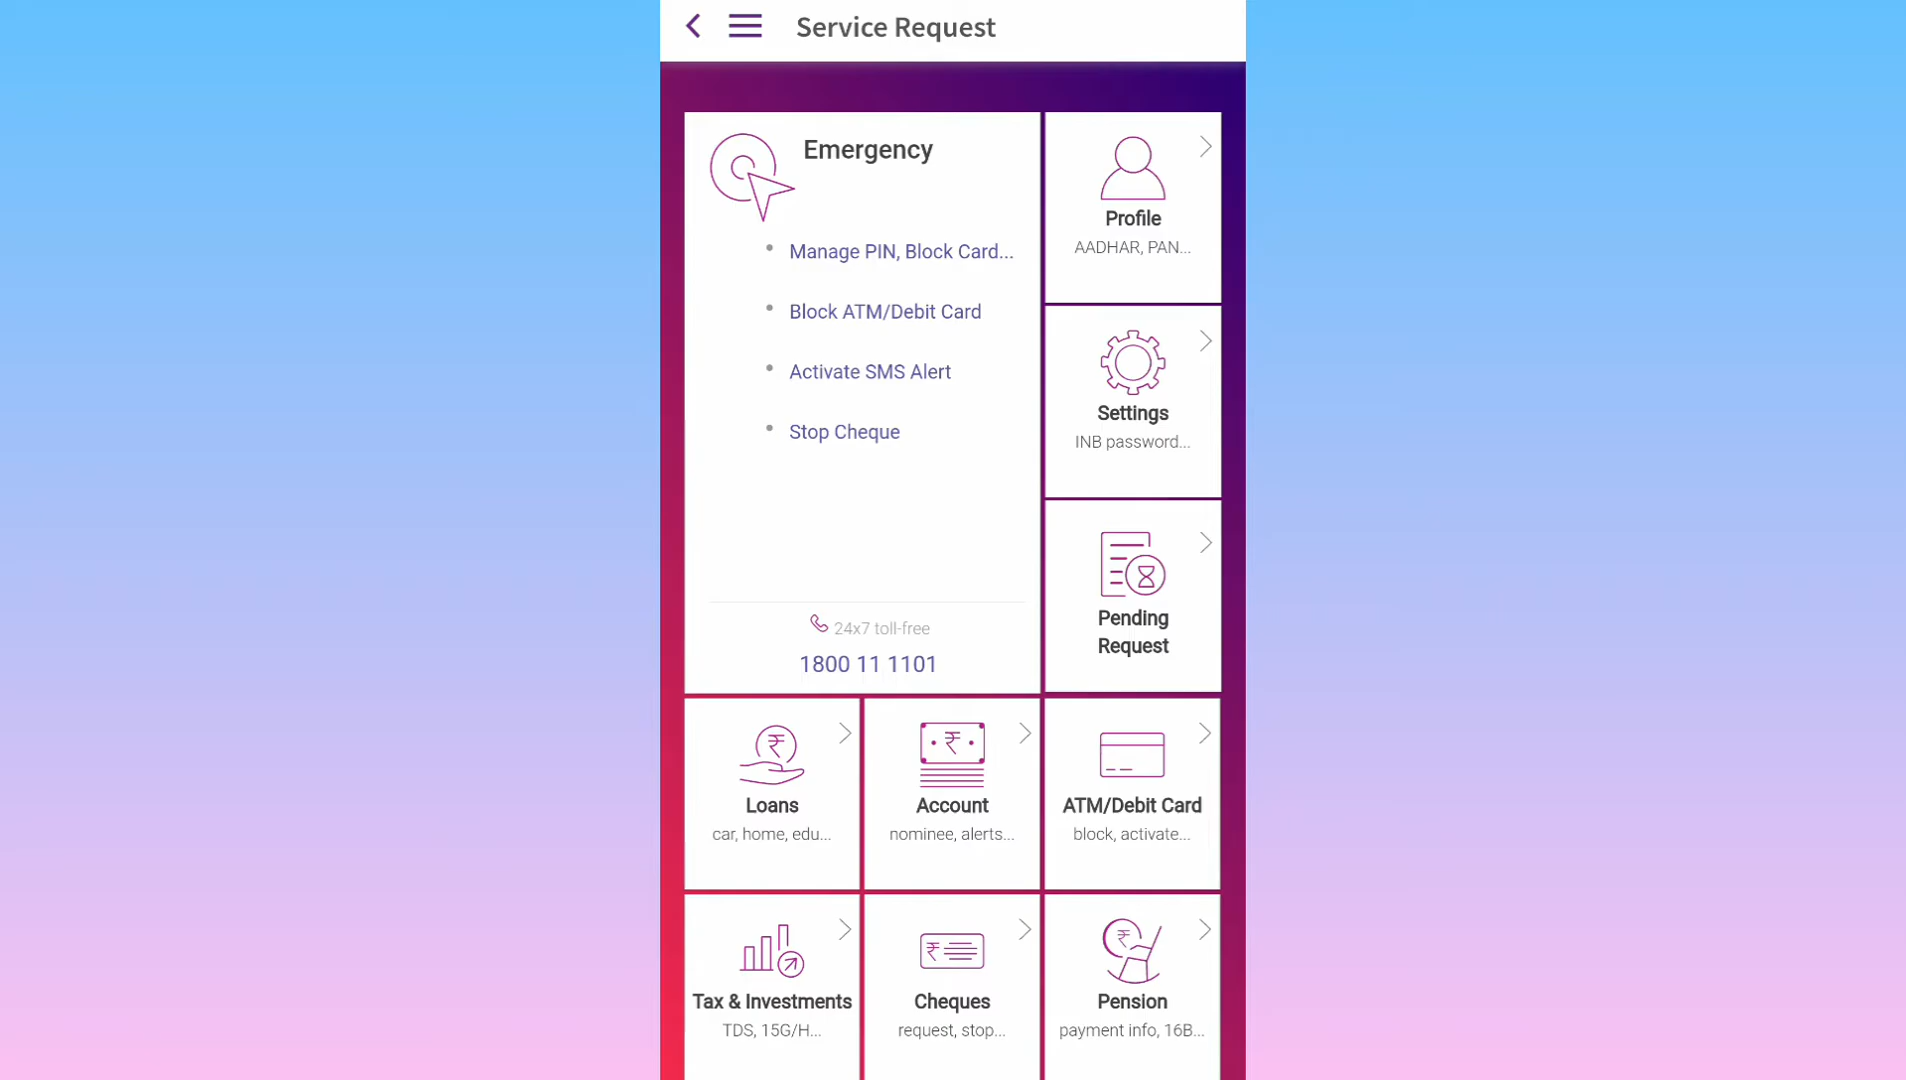 Service Request
Emergency
Manage PIN, Block Card...
Block ATM/Debit Card
Activate SMS Alert
Stop Cheque
24x7 toll-free
1800 11 1101
Profile
AADHAR, PAN...
Settings
INB password...
Pending
Request
Loans
car, home, edu...
Account
nominee, alerts...
ATM/Debit Card
block, activate...
Tax & Investments
TDS, 15G/H...
Cheques
request, stop...
Pension
payment info, 16B...